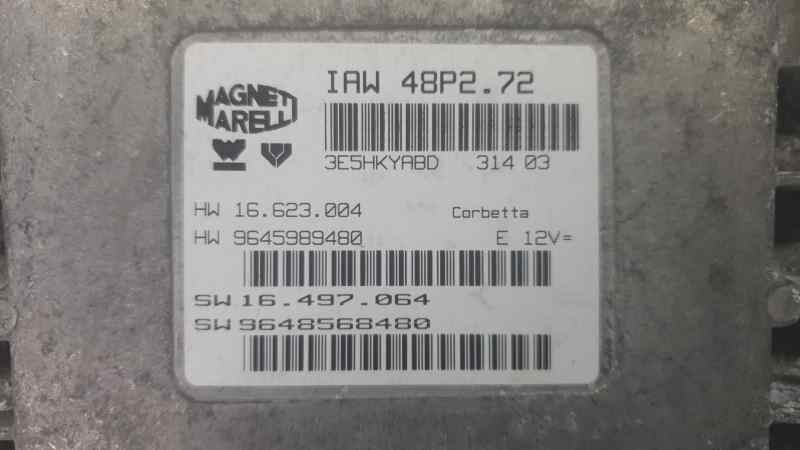 MAGNETI
MARELLI
IAW 48P2.72
3E5HKYABD 314 03
HW 16.623.004 Corbetta
HW 9645989480 E 12V=
SW 16.497.064
SW 9648568480